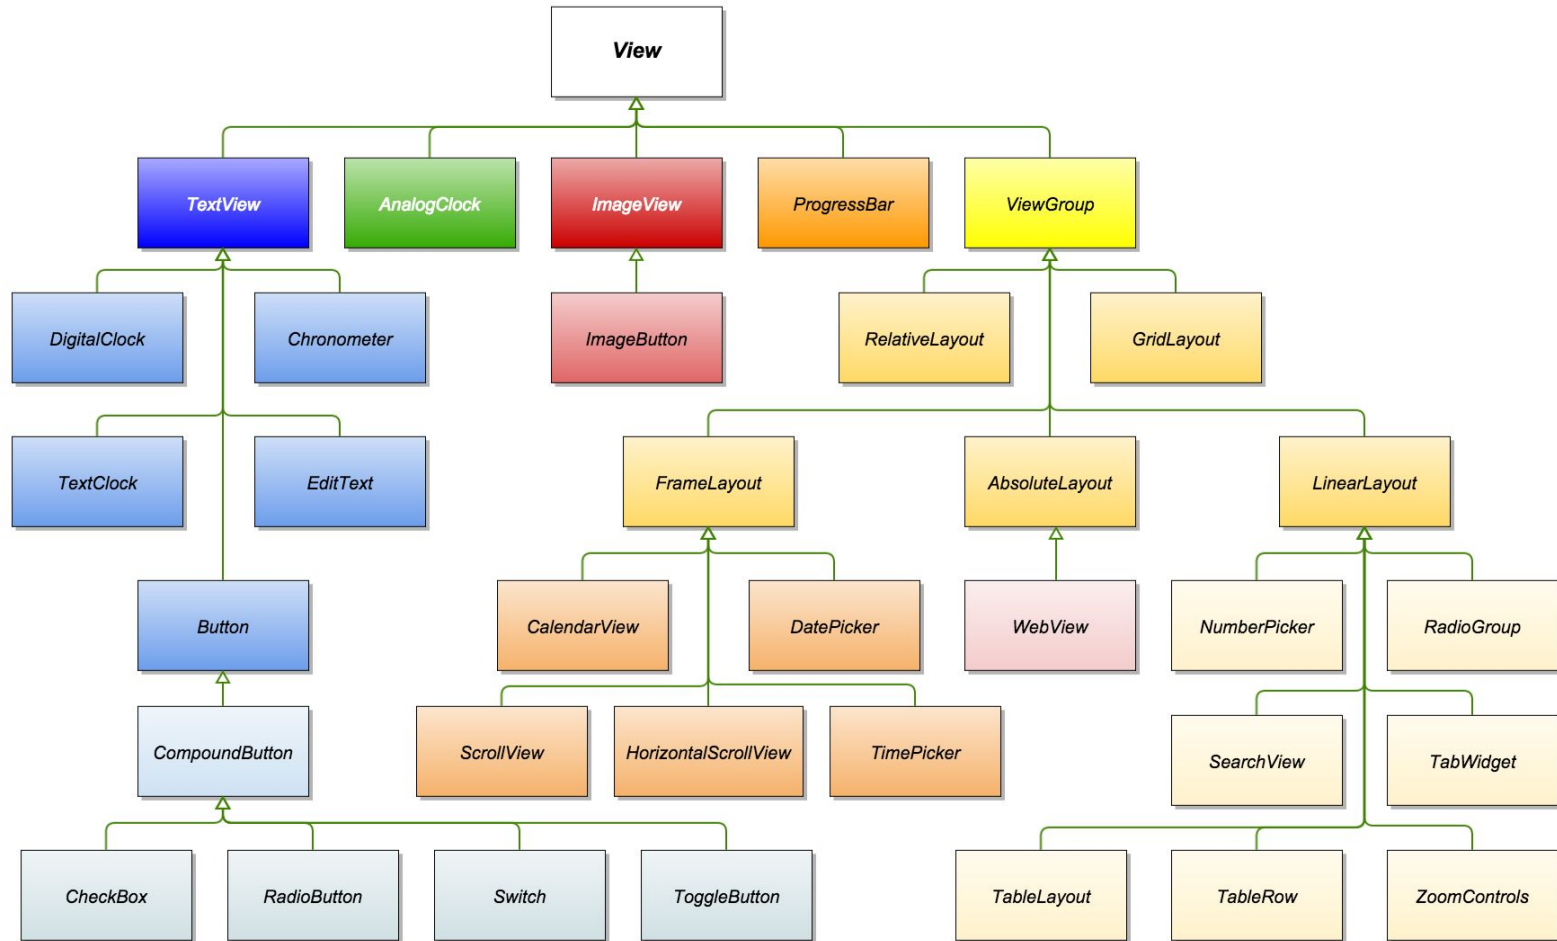 View
TextView
AnalogClock
ImageView
ProgressBar
ViewGroup
DigitalClock
Chronometer
ImageButton
RelativeLayout
GridLayout
TextClock
EditText
FrameLayout
AbsoluteLayout
LinearLayout
Button
CalendarView
DatePicker
WebView
NumberPicker
RadioGroup
CompoundButton
ScrollView
HorizontalScrollView
TimePicker
SearchView
TabWidget
CheckBox
RadioButton
Switch
ToggleButton
TableLayout
TableRow
ZoomControls